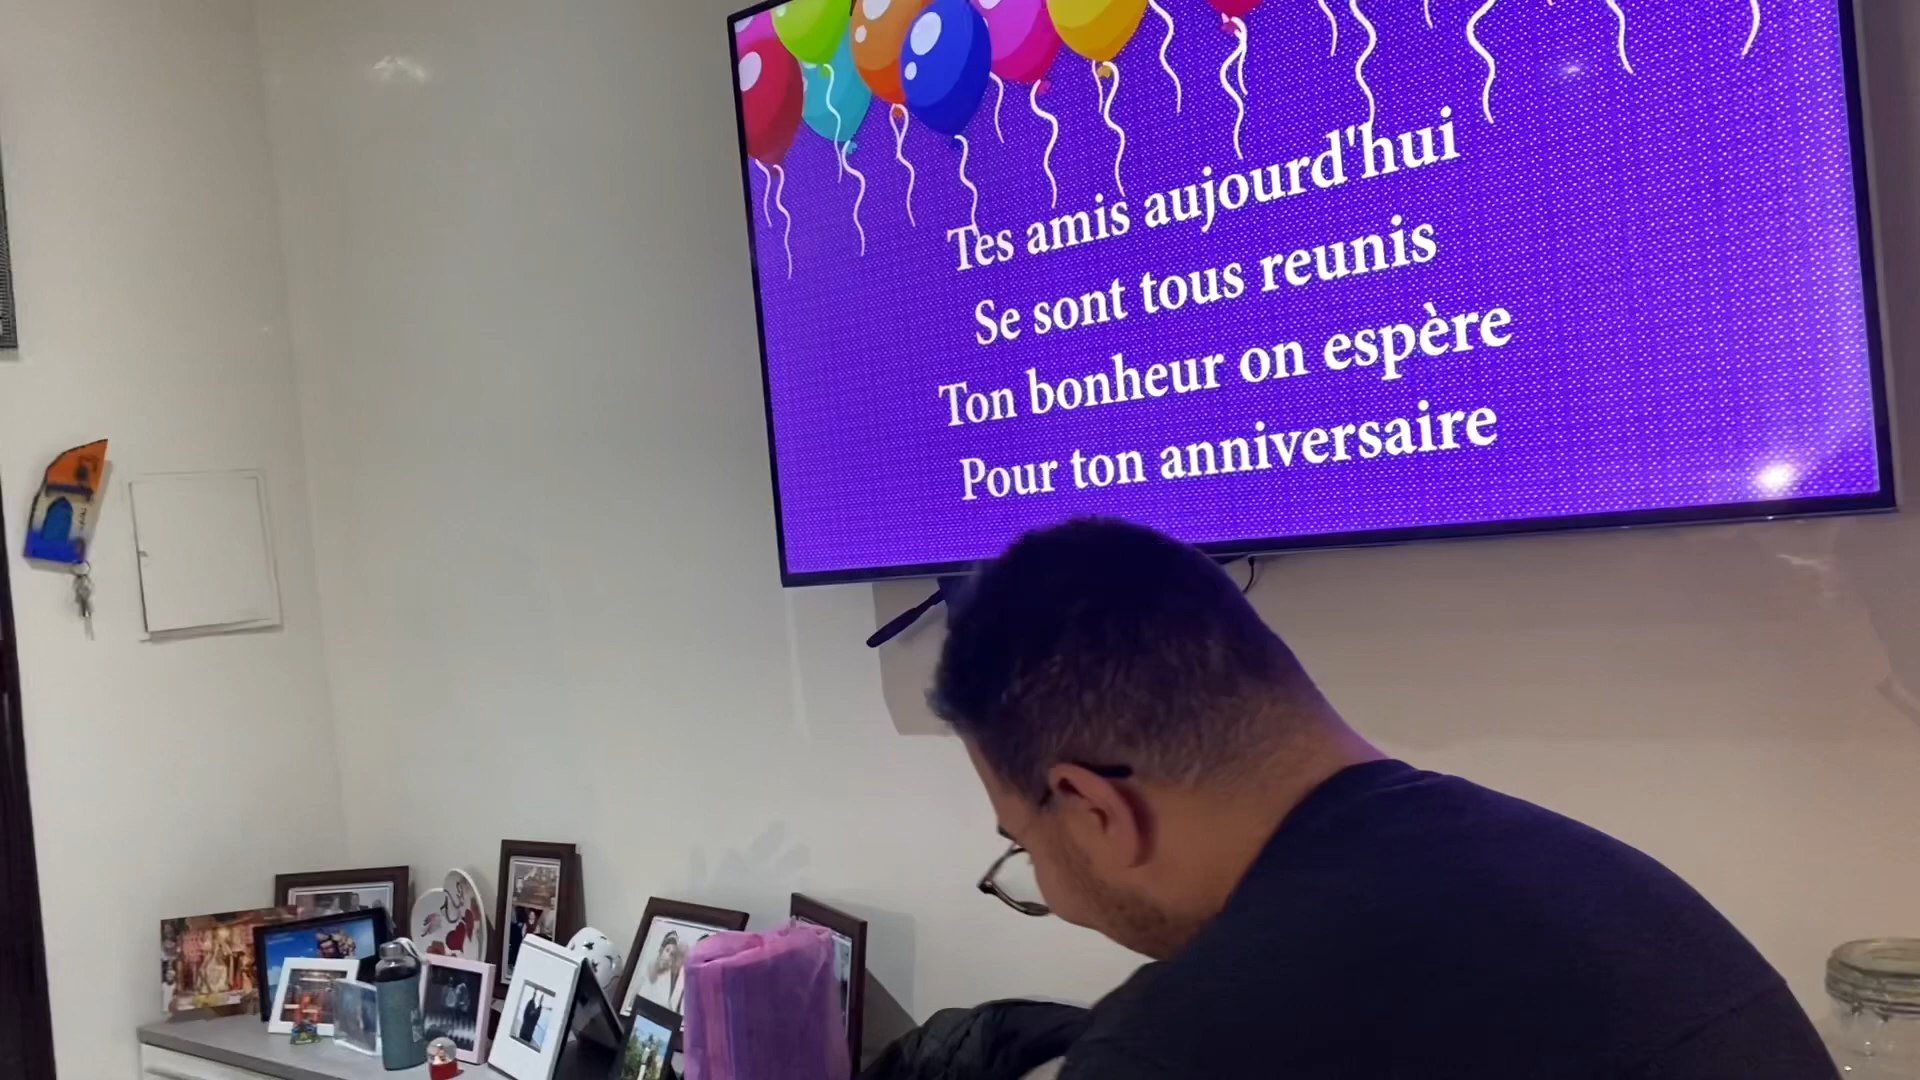 Tes amis aujourd'hui
Se sont tous reunis
Ton bonheur on espère
Pour ton anniversaire